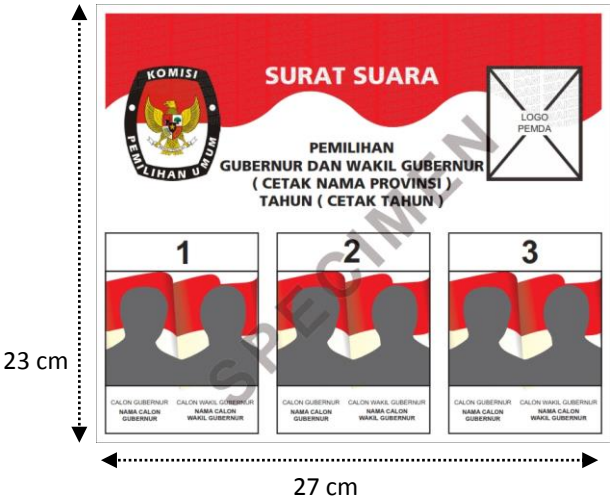 KOMISI
PEMILIHAN UMUM
SURAT SUARA
LOGO
PEMDA
PEMILIHAN
GUBERNUR DAN WAKIL GUBERNUR
( CETAK NAMA PROVINSI )
TAHUN ( CETAK TAHUN )
SPECIMEN
1
2
3
CALON GUBERNUR CALON WAKIL GUBERNUR
NAMA CALON NAMA CALON
GUBERNUR WAKIL GUBERNUR
CALON GUBERNUR CALON WAKIL GUBERNUR
NAMA CALON NAMA CALON
GUBERNUR WAKIL GUBERNUR
CALON GUBERNUR CALON WAKIL GUBERNUR
NAMA CALON NAMA CALON
GUBERNUR WAKIL GUBERNUR
23 cm
27 cm